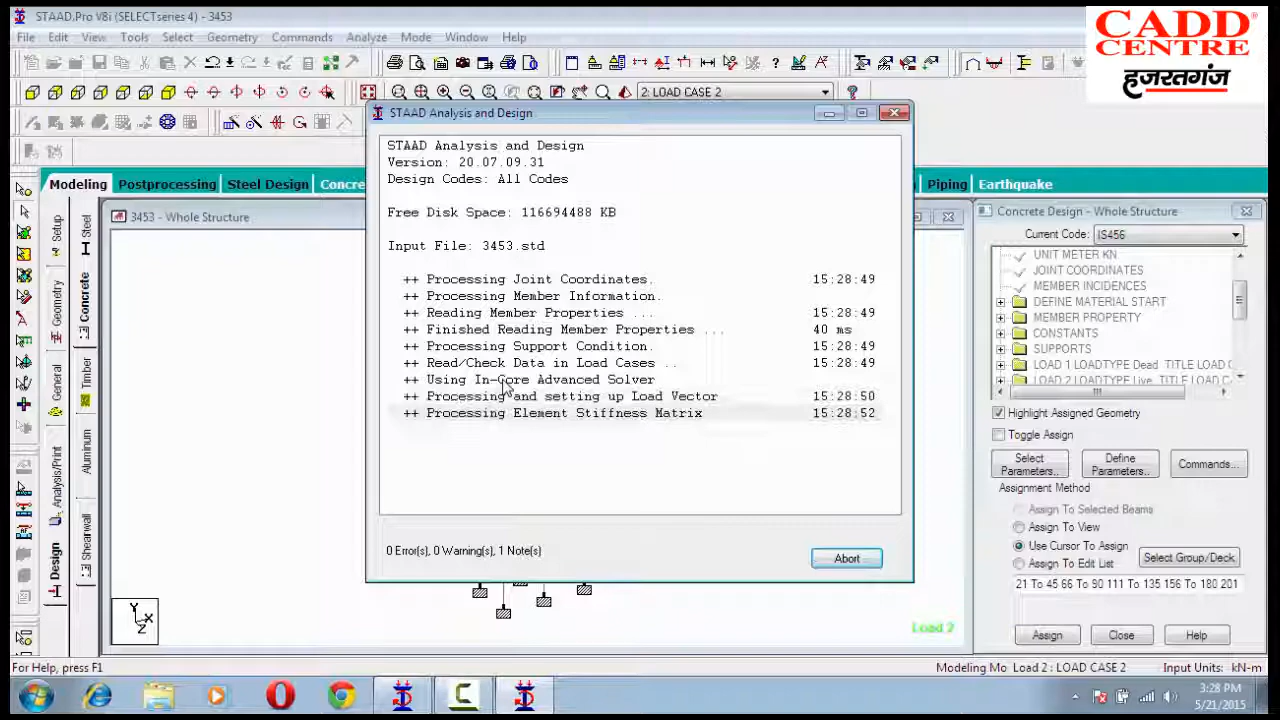 STAAD.Pro V8i (SELECTseries 4) - 3453
CADD
CENTRE
हजरतगंज
File Edit View Tools Select Geometry Commands Analyze Mode Window Help
2: LOAD CASE 2
Modeling Postprocessing Steel Design Concre Piping Earthquake
3453 - Whole Structure
Setup
Geometry
General
Analysis/Print
Design
Steel
Concrete
Timber
Aluminum
Shearwall
STAAD Analysis and Design
STAAD Analysis and Design
Version: 20.07.09.31
Design Codes: All Codes
Free Disk Space: 116694488 KB
Input File: 3453.std
++ Processing Joint Coordinates. 15:28:49
++ Processing Member Information.
++ Reading Member Properties ... 15:28:49
++ Finished Reading Member Properties ... 40 ms
++ Processing Support Condition. 15:28:49
++ Read/Check Data in Load Cases .. 15:28:49
++ Using In-Core Advanced Solver
++ Processing and setting up Load Vector 15:28:50
++ Processing Element Stiffness Matrix 15:28:52
0 Error(s), 0 Warning(s), 1 Note(s)
Abort
Y
X
Z
Load 2
Concrete Design - Whole Structure
Current Code: IS456
UNIT METER KN
JOINT COORDINATES
MEMBER INCIDENCES
DEFINE MATERIAL START
MEMBER PROPERTY
CONSTANTS
SUPPORTS
LOAD 1 LOADTYPE Dead TITLE LOAD C
LOAD 2 LOADTYPE Live TITLE LOAD C
Highlight Assigned Geometry
Toggle Assign
Select Parameters..
Define Parameters..
Commands...
Assignment Method
Assign To Selected Beams
Assign To View
Use Cursor To Assign
Select Group/Deck
Assign To Edit List
21 To 45 66 To 90 111 To 135 156 To 180 201
Assign Close Help
For Help, press F1
Modeling Mo Load 2 : LOAD CASE 2 Input Units: kN-m
3:28 PM
5/21/2015